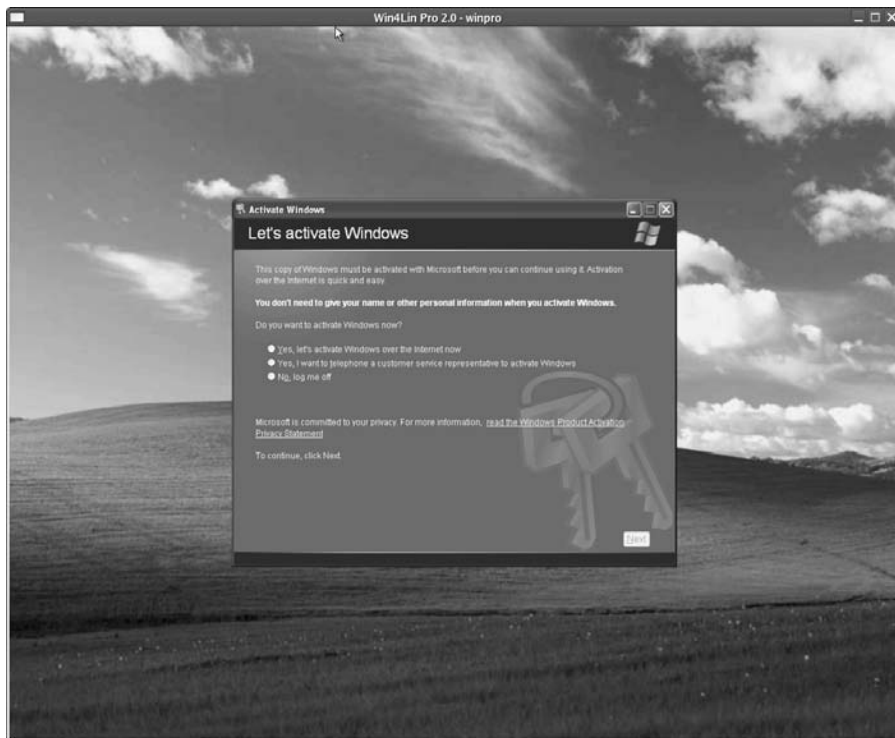 Win4Lin Pro 2.0 - winpro
Activate Windows
Let's activate Windows
This copy of Windows must be activated with Microsoft before you can continue using it. Activation
over the Internet is quick and easy.
You don't need to give your name or other personal information when you activate Windows.
Do you want to activate Windows now?
Yes, let's activate Windows over the Internet now
Yes, I want to telephone a customer service representative to activate Windows
No, log me off
Microsoft is committed to your privacy. For more information, read the Windows Product Activation
Privacy Statement
To continue, click Next.
Next